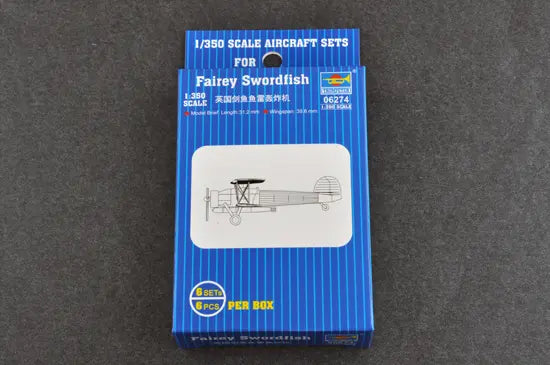 1/350 SCALE AIRCRAFT SETS
FOR
Fairey Swordfish
1:350
SCALE
英国剑鱼鱼雷轰炸机
Model Brief: Length:31.2 mm Wingspan: 39.6 mm
TRUMPETER
06274
1:350 SCALE
6 SETs
6 PCS
PER BOX
Fairey Swordfish